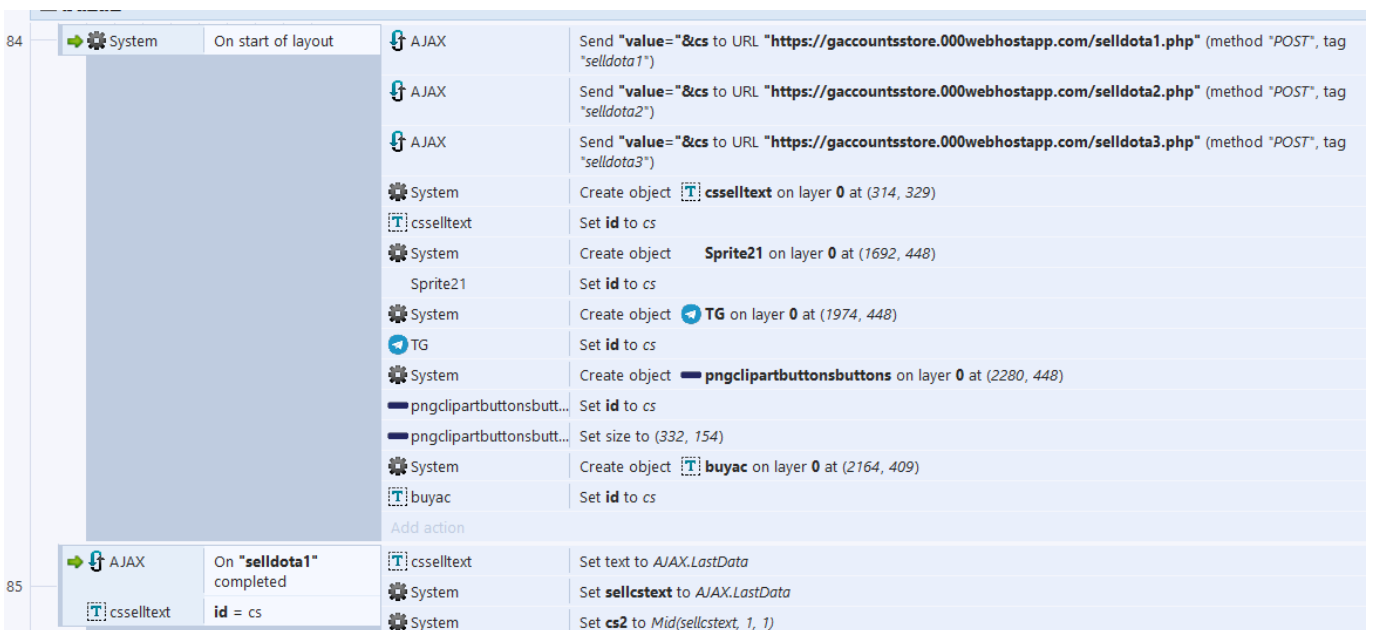 84
System
On start of layout
AJAX
Send "value="&cs to URL "https://gaccountsstore.000webhostapp.com/selldota1.php" (method "POST", tag
"selldota1")
AJAX
Send "value="&cs to URL "https://gaccountsstore.000webhostapp.com/selldota2.php" (method "POST", tag
"selldota2")
AJAX
Send "value="&cs to URL "https://gaccountsstore.000webhostapp.com/selldota3.php" (method "POST", tag
"selldota3")
System
Create object T csselltext on layer 0 at (314, 329)
T csselltext
Set id to cs
System
Create object Sprite21 on layer 0 at (1692, 448)
Sprite21
Set id to cs
System
Create object TG on layer 0 at (1974, 448)
TG
Set id to cs
System
Create object pngclipartbuttonsbuttons on layer 0 at (2280, 448)
pngclipartbuttonsbutt...
Set id to cs
pngclipartbuttonsbutt...
Set size to (332, 154)
System
Create object T buyac on layer 0 at (2164, 409)
T buyac
Set id to cs
Add action
85
AJAX
On "selldota1"
completed
T csselltext
id = cs
T csselltext
Set text to AJAX.LastData
System
Set sellcstext to AJAX.LastData
System
Set cs2 to Mid(sellcstext, 1, 1)